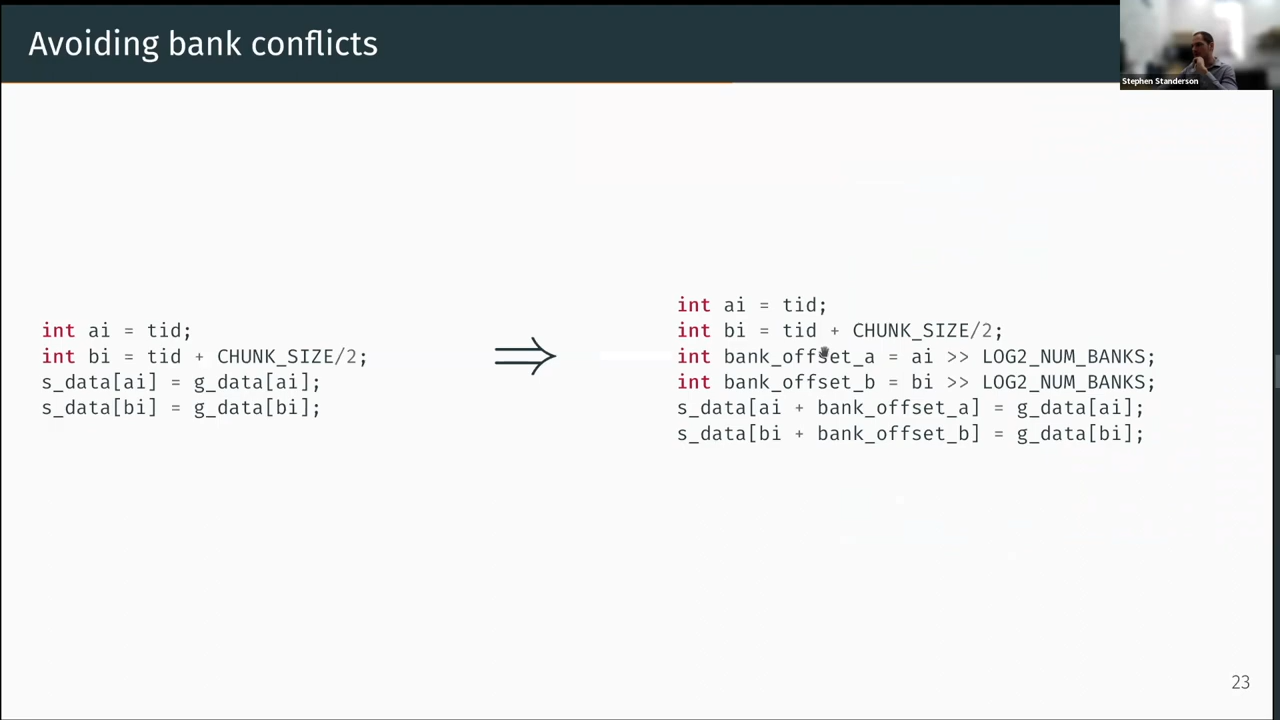 Avoiding bank conflicts
Stephen Standerson
int ai = tid;
int bi = tid + CHUNK_SIZE/2;
s_data[ai] = g_data[ai];
s_data[bi] = g_data[bi];
⇒
int ai = tid;
int bi = tid + CHUNK_SIZE/2;
int bank_offset_a = ai >> LOG2_NUM_BANKS;
int bank_offset_b = bi >> LOG2_NUM_BANKS;
s_data[ai + bank_offset_a] = g_data[ai];
s_data[bi + bank_offset_b] = g_data[bi];
23